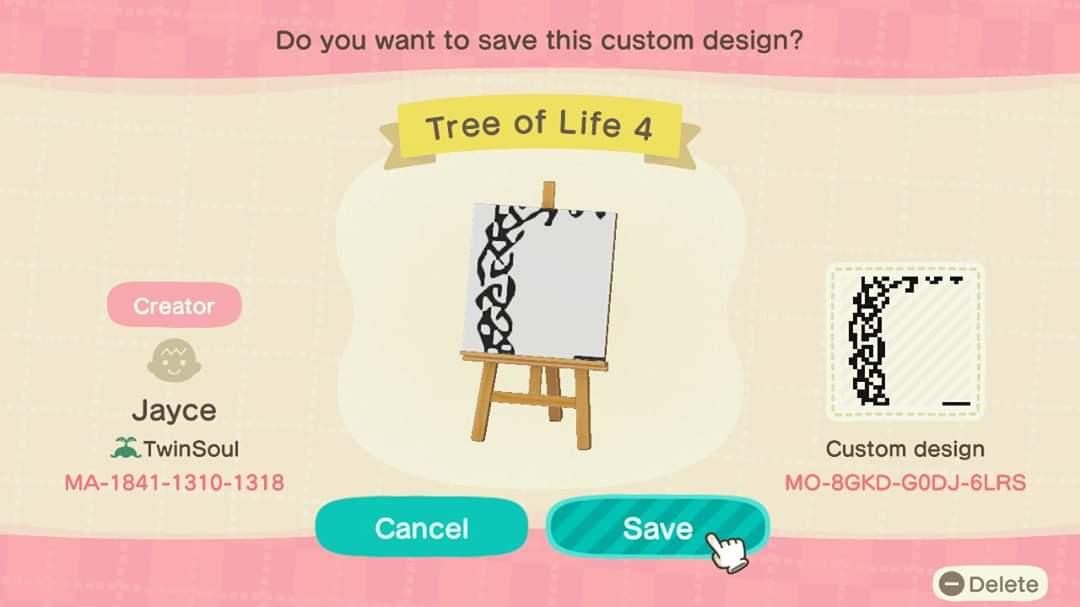 Do you want to save this custom design?
Tree of Life 4
Creator
Jayce
TwinSoul
MA-1841-1310-1318
Custom design
MO-8GKD-G0DJ-6LRS
Cancel
Save
Delete